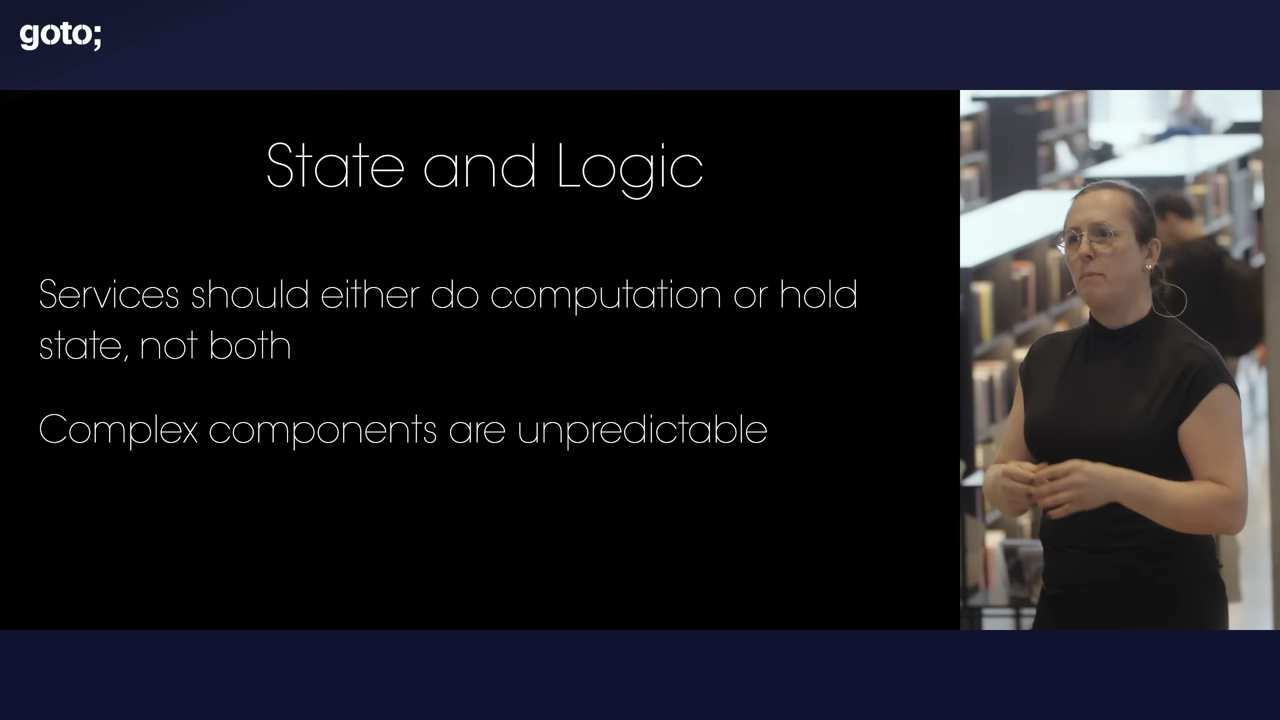 goto;
State and Logic
Services should either do computation or hold
state, not both
Complex components are unpredictable